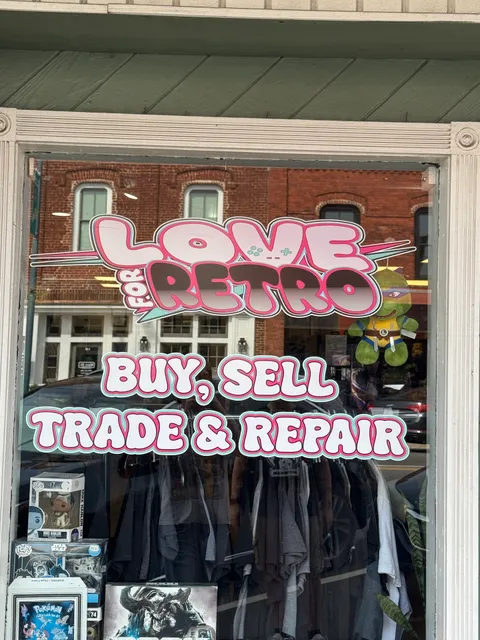 LOVE
FOR RETRO
BUY, SELL
TRADE & REPAIR
Pokémon